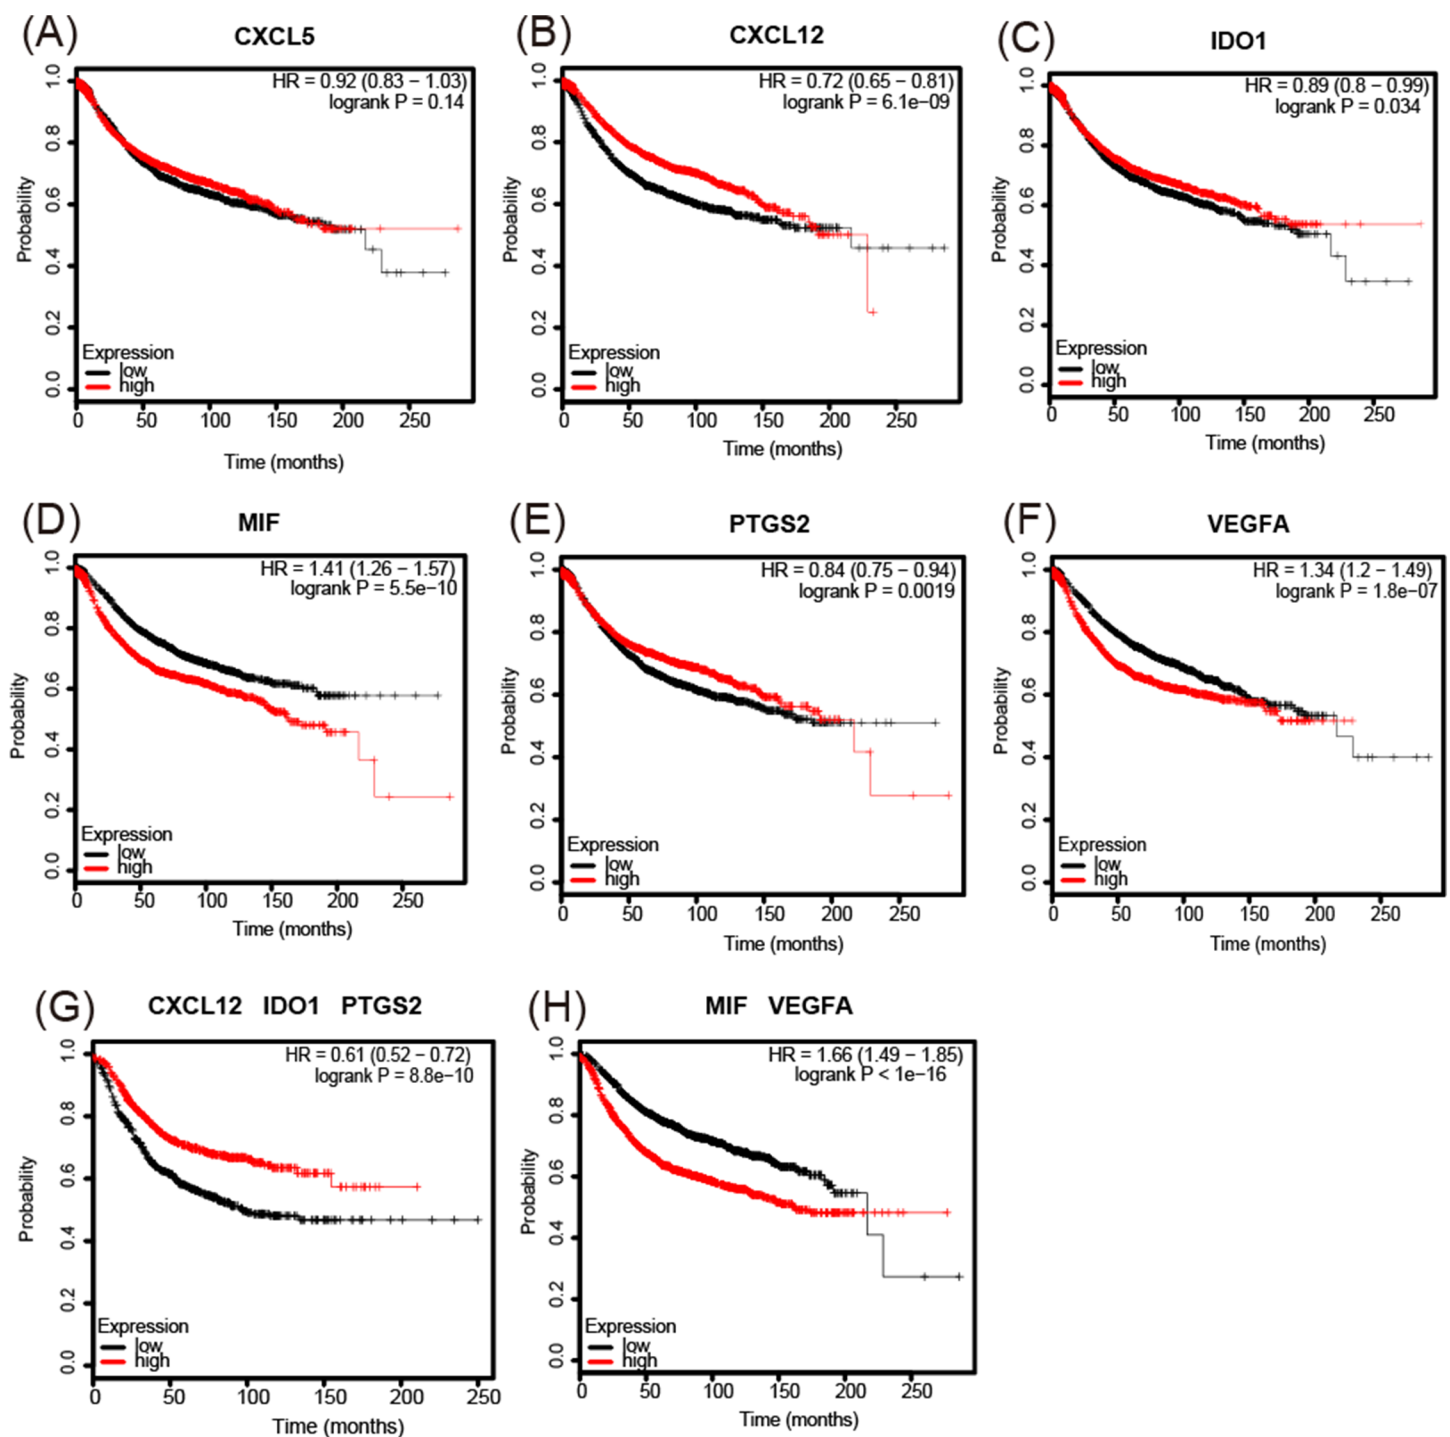 (A) CXCL5
HR = 0.92 (0.83 − 1.03)
logrank P = 0.14
Probability
1.0
0.8
0.6
0.4
0.2
0.0
Expression
low
high
0 50 100 150 200 250
Time (months)
(B) CXCL12
HR = 0.72 (0.65 − 0.81)
logrank P = 6.1e−09
Probability
1.0
0.8
0.6
0.4
0.2
0.0
Expression
low
high
0 50 100 150 200 250
Time (months)
(C) IDO1
HR = 0.89 (0.8 − 0.99)
logrank P = 0.034
Probability
1.0
0.8
0.6
0.4
0.2
0.0
Expression
low
high
0 50 100 150 200 250
Time (months)
(D) MIF
HR = 1.41 (1.26 − 1.57)
logrank P = 5.5e−10
Probability
1.0
0.8
0.6
0.4
0.2
0.0
Expression
low
high
0 50 100 150 200 250
Time (months)
(E) PTGS2
HR = 0.84 (0.75 − 0.94)
logrank P = 0.0019
Probability
1.0
0.8
0.6
0.4
0.2
0.0
Expression
low
high
0 50 100 150 200 250
Time (months)
(F) VEGFA
HR = 1.34 (1.2 − 1.49)
logrank P = 1.8e−07
Probability
1.0
0.8
0.6
0.4
0.2
0.0
Expression
low
high
0 50 100 150 200 250
Time (months)
(G) CXCL12 IDO1 PTGS2
HR = 0.61 (0.52 − 0.72)
logrank P = 8.8e−10
Probability
1.0
0.8
0.6
0.4
0.2
0.0
Expression
low
high
0 50 100 150 200 250
Time (months)
(H) MIF VEGFA
HR = 1.66 (1.49 − 1.85)
logrank P < 1e−16
Probability
1.0
0.8
0.6
0.4
0.2
0.0
Expression
low
high
0 50 100 150 200 250
Time (months)